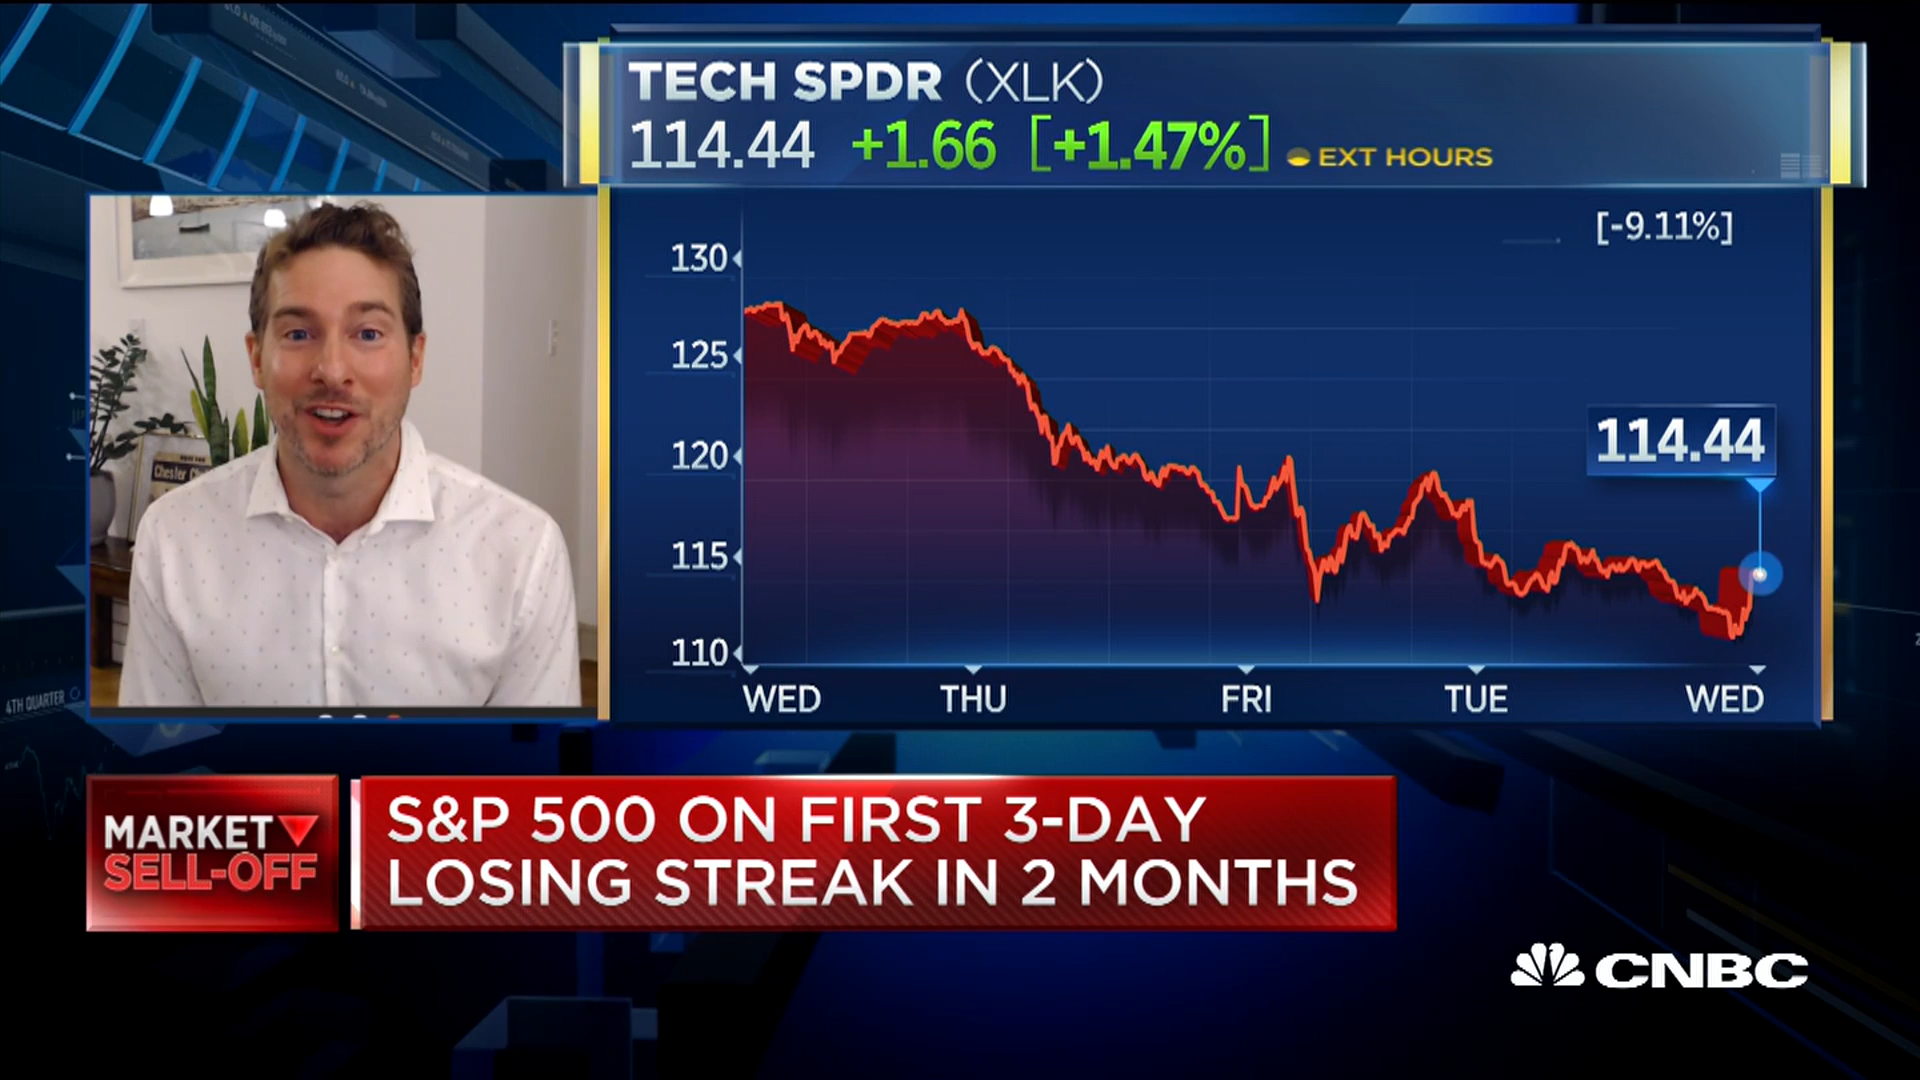 TECH SPDR (XLK)
114.44 +1.66 [+1.47%] EXT HOURS
[-9.11%]
130
125
120
115
110
114.44
WED THU FRI TUE WED
4TH QUARTER
MARKET
SELL-OFF
S&P 500 ON FIRST 3-DAY
LOSING STREAK IN 2 MONTHS
CNBC